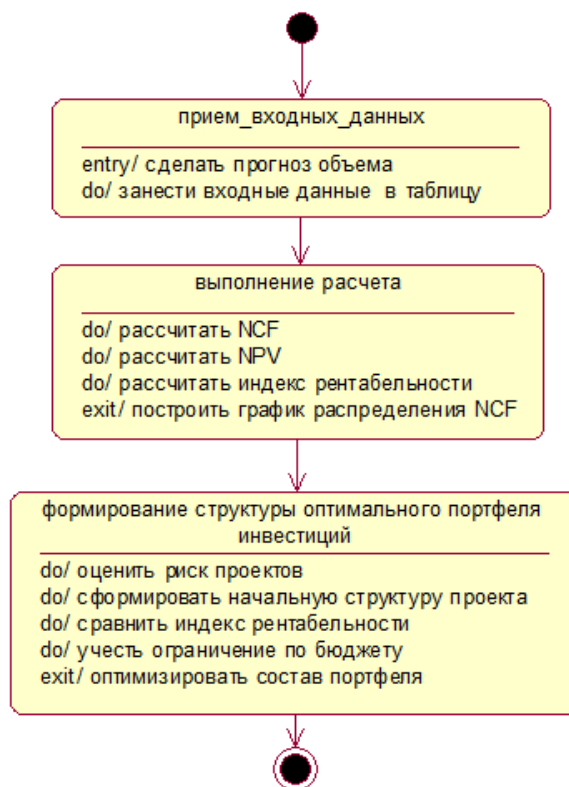 прием_входных_данных
entry/ сделать прогноз объема
do/ занести входные данные в таблицу
выполнение расчета
do/ рассчитать NCF
do/ рассчитать NPV
do/ рассчитать индекс рентабельности
exit/ построить график распределения NCF
формирование структуры оптимального портфеля
инвестиций
do/ оценить риск проектов
do/ сформировать начальную структуру проекта
do/ сравнить индекс рентабельности
do/ учесть ограничение по бюджету
exit/ оптимизировать состав портфеля